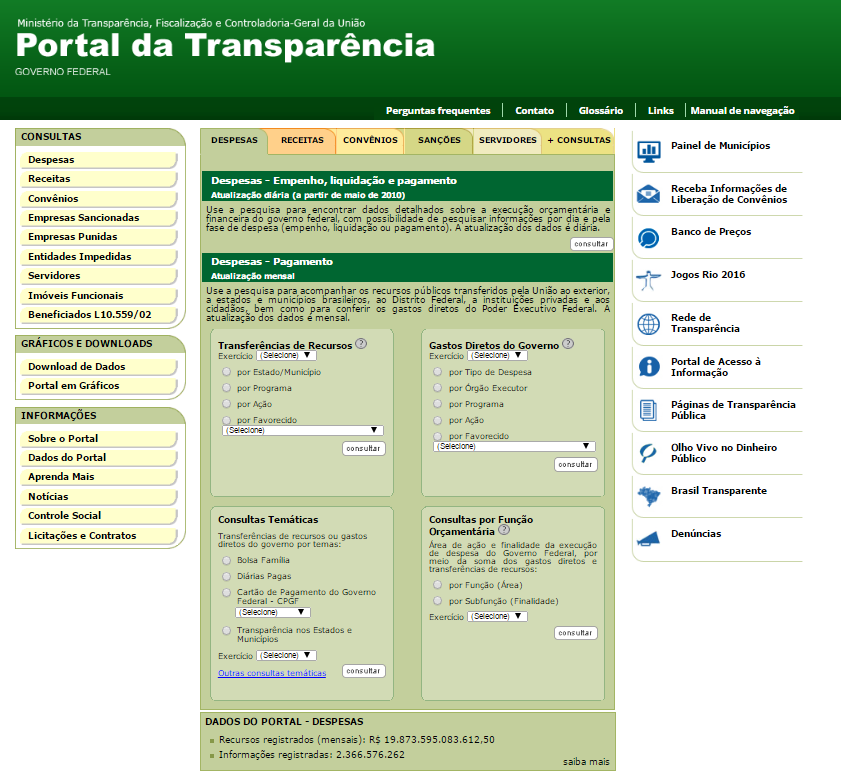 Ministério da Transparência, Fiscalização e Controladoria-Geral da União
Portal da Transparência
GOVERNO FEDERAL
Perguntas frequentes
Contato
Glossário
Links
Manual de navegação
CONSULTAS
Despesas
Receitas
Convênios
Empresas Sancionadas
Empresas Punidas
Entidades Impedidas
Servidores
Imóveis Funcionais
Beneficiados L10.559/02
GRÁFICOS E DOWNLOADS
Download de Dados
Portal em Gráficos
INFORMAÇÕES
Sobre o Portal
Dados do Portal
Aprenda Mais
Notícias
Controle Social
Licitações e Contratos
DESPESAS
RECEITAS
CONVÊNIOS
SANÇÕES
SERVIDORES
+ CONSULTAS
Despesas - Empenho, liquidação e pagamento
Atualização diária (a partir de maio de 2010)
Use a pesquisa para encontrar dados detalhados sobre a execução orçamentária e
financeira do governo federal, com possibilidade de pesquisar informações por dia e pela
fase de despesa (empenho, liquidação ou pagamento). A atualização dos dados é diária.
consultar
Despesas - Pagamento
Atualização mensal
Use a pesquisa para acompanhar os recursos públicos transferidos pela União ao exterior,
a estados e municípios brasileiros, ao Distrito Federal, a instituições privadas e aos
cidadãos, bem como para conferir os gastos diretos do Poder Executivo Federal. A
atualização dos dados é mensal.
Transferências de Recursos ?
Exercício (Selecione)
por Estado/Município
por Programa
por Ação
por Favorecido
(Selecione)
consultar
Gastos Diretos do Governo ?
Exercício (Selecione)
por Tipo de Despesa
por Órgão Executor
por Programa
por Ação
por Favorecido
(Selecione)
consultar
Consultas Temáticas
Transferências de recursos ou gastos
diretos do governo por temas:
Bolsa Família
Diárias Pagas
Cartão de Pagamento do Governo
Federal - CPGF
(Selecione)
Transparência nos Estados e
Municípios
Exercício (Selecione)
Outras consultas temáticas
consultar
Consultas por Função
Orçamentária ?
Área de ação e finalidade da execução
de despesa do Governo Federal, por
meio da soma dos gastos diretos e
transferências de recursos:
por Função (Área)
por Subfunção (Finalidade)
Exercício (Selecione)
consultar
DADOS DO PORTAL - DESPESAS
Recursos registrados (mensais): R$ 19.873.595.083.612,50
Informações registradas: 2.366.576.262
saiba mais
Painel de Municípios
Receba Informações de
Liberação de Convênios
Banco de Preços
Jogos Rio 2016
Rede de
Transparência
Portal de Acesso à
Informação
Páginas de Transparência
Pública
Olho Vivo no Dinheiro
Público
Brasil Transparente
Denúncias